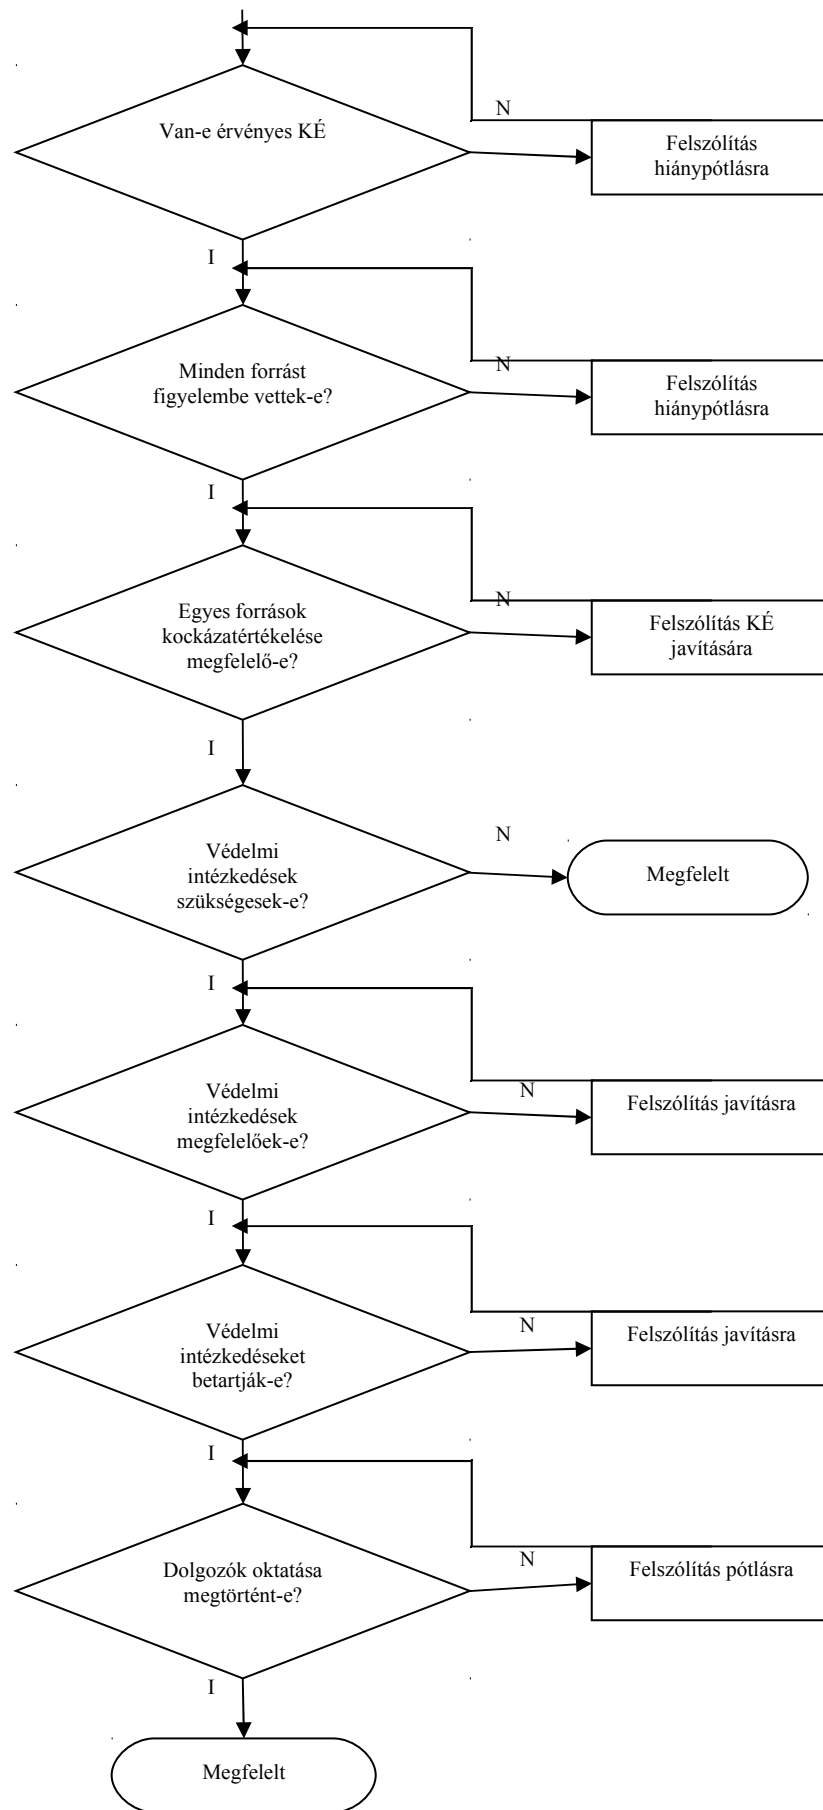 Van-e érvényes KÉ
N
Felszólítás
hiánypótlásra
I
Minden forrást
figyelembe vettek-e?
N
Felszólítás
hiánypótlásra
I
Egyes források
kockázatértékelése
megfelelő-e?
N
Felszólítás KÉ
javítására
I
Védelmi
intézkedések
szükségesek-e?
N
Megfelelt
I
Védelmi
intézkedések
megfelelőek-e?
N
Felszólítás javításra
I
Védelmi
intézkedéseket
betartják-e?
N
Felszólítás javításra
I
Dolgozók oktatása
megtörtént-e?
N
Felszólítás pótlásra
I
Megfelelt